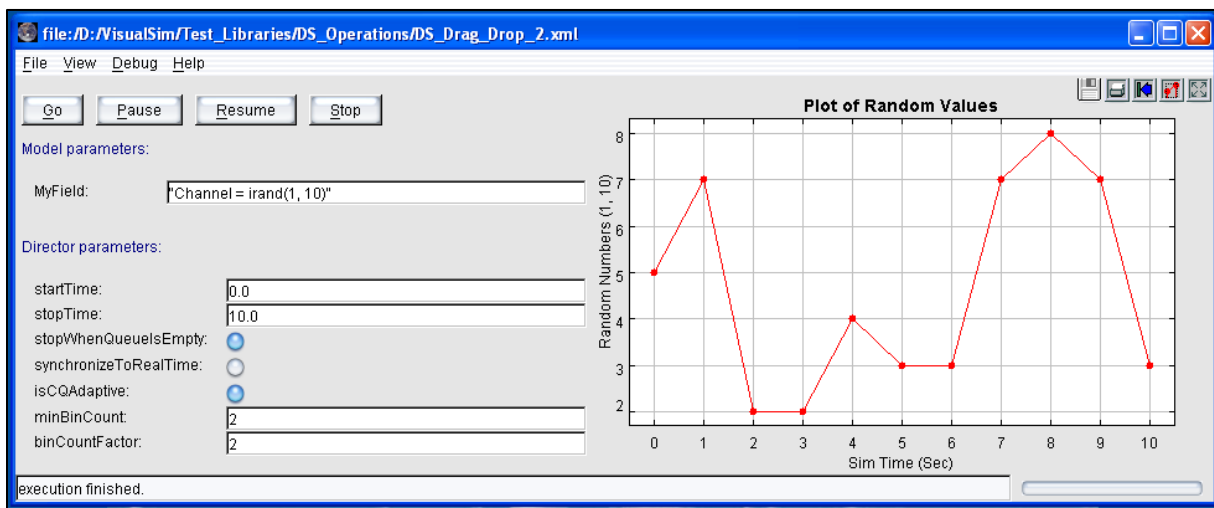 file:/D:/VisualSim/Test_Libraries/DS_Operations/DS_Drag_Drop_2.xml
File View Debug Help
Go Pause Resume Stop
Model parameters:
MyField: "Channel = irand(1, 10)"
Director parameters:
startTime: 0.0
stopTime: 10.0
stopWhenQueueIsEmpty:
synchronizeToRealTime:
isCQAdaptive:
minBinCount: 2
binCountFactor: 2
Plot of Random Values
Random Numbers (1, 10)
8
7
6
5
4
3
2
0 1 2 3 4 5 6 7 8 9 10
Sim Time (Sec)
execution finished.